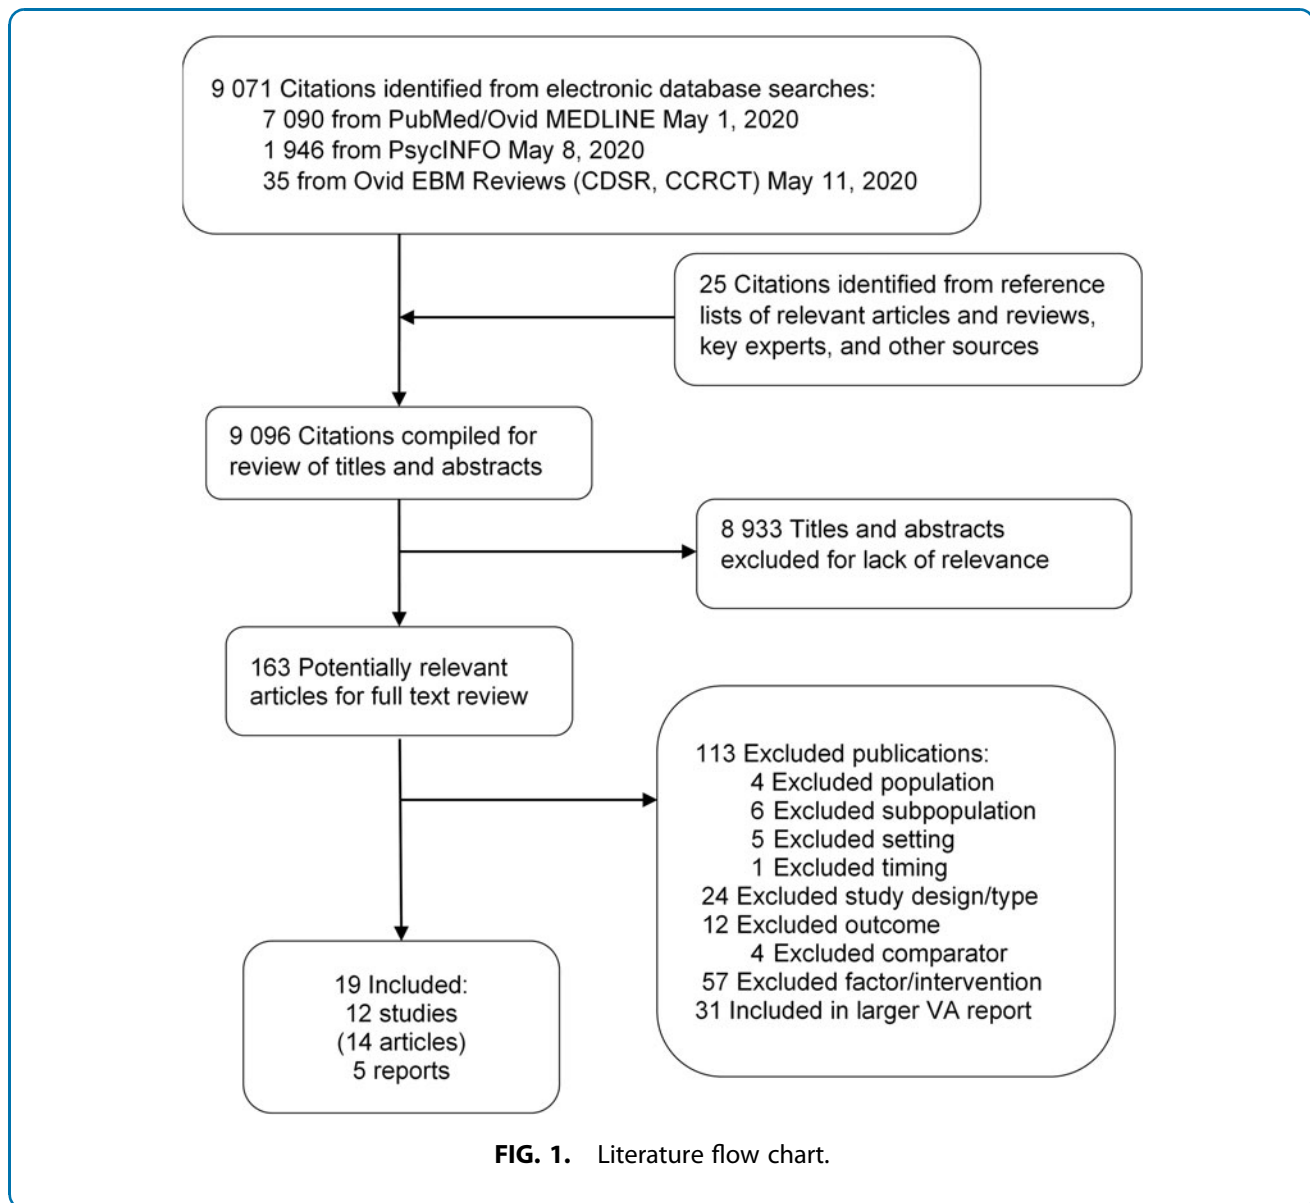 9 071 Citations identified from electronic database searches:
7 090 from PubMed/Ovid MEDLINE May 1, 2020
1 946 from PsycINFO May 8, 2020
35 from Ovid EBM Reviews (CDSR, CCRCT) May 11, 2020
25 Citations identified from reference
lists of relevant articles and reviews,
key experts, and other sources
9 096 Citations compiled for
review of titles and abstracts
8 933 Titles and abstracts
excluded for lack of relevance
163 Potentially relevant
articles for full text review
113 Excluded publications:
4 Excluded population
6 Excluded subpopulation
5 Excluded setting
1 Excluded timing
24 Excluded study design/type
12 Excluded outcome
4 Excluded comparator
57 Excluded factor/intervention
31 Included in larger VA report
19 Included:
12 studies
(14 articles)
5 reports
FIG. 1. Literature flow chart.